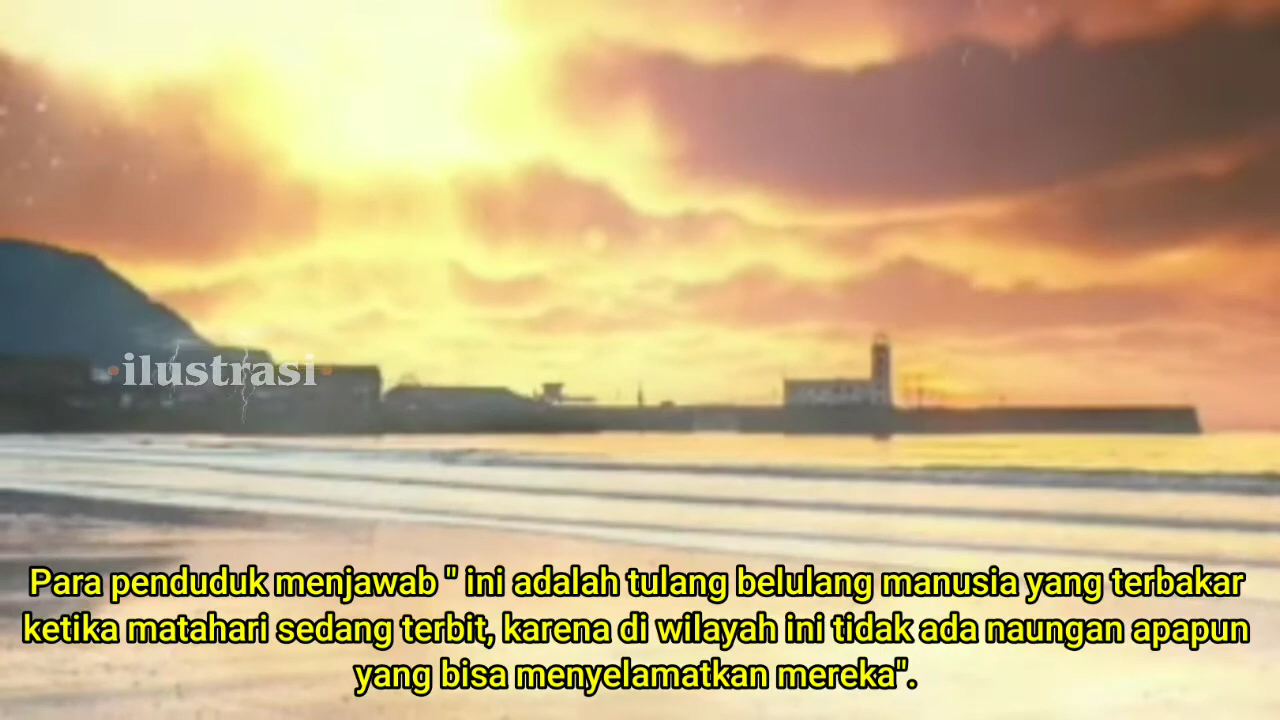 •ilustrasi•
Para penduduk menjawab " ini adalah tulang belulang manusia yang terbakar
ketika matahari sedang terbit, karena di wilayah ini tidak ada naungan apapun
yang bisa menyelamatkan mereka".